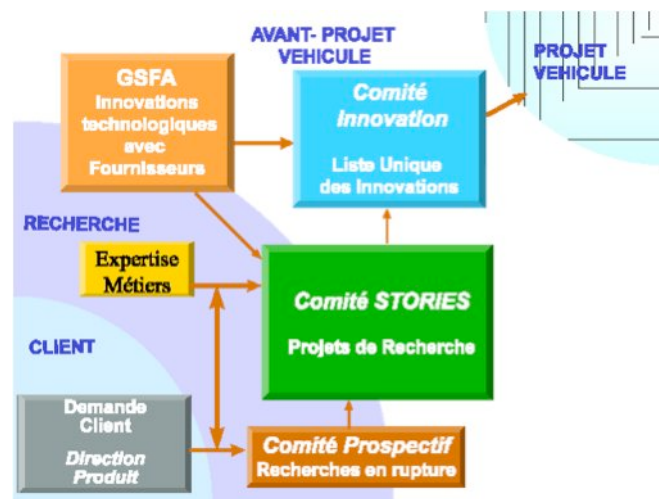 AVANT- PROJET
VEHICULE
PROJET
VEHICULE
GSFA
Innovations
technologiques
avec
Fournisseurs
Comité
Innovation
Liste Unique
des Innovations
RECHERCHE
Expertise
Métiers
Comité STORIES
Projets de Recherche
CLIENT
Demande
Client
Direction
Produit
Comité Prospectif
Recherches en rupture